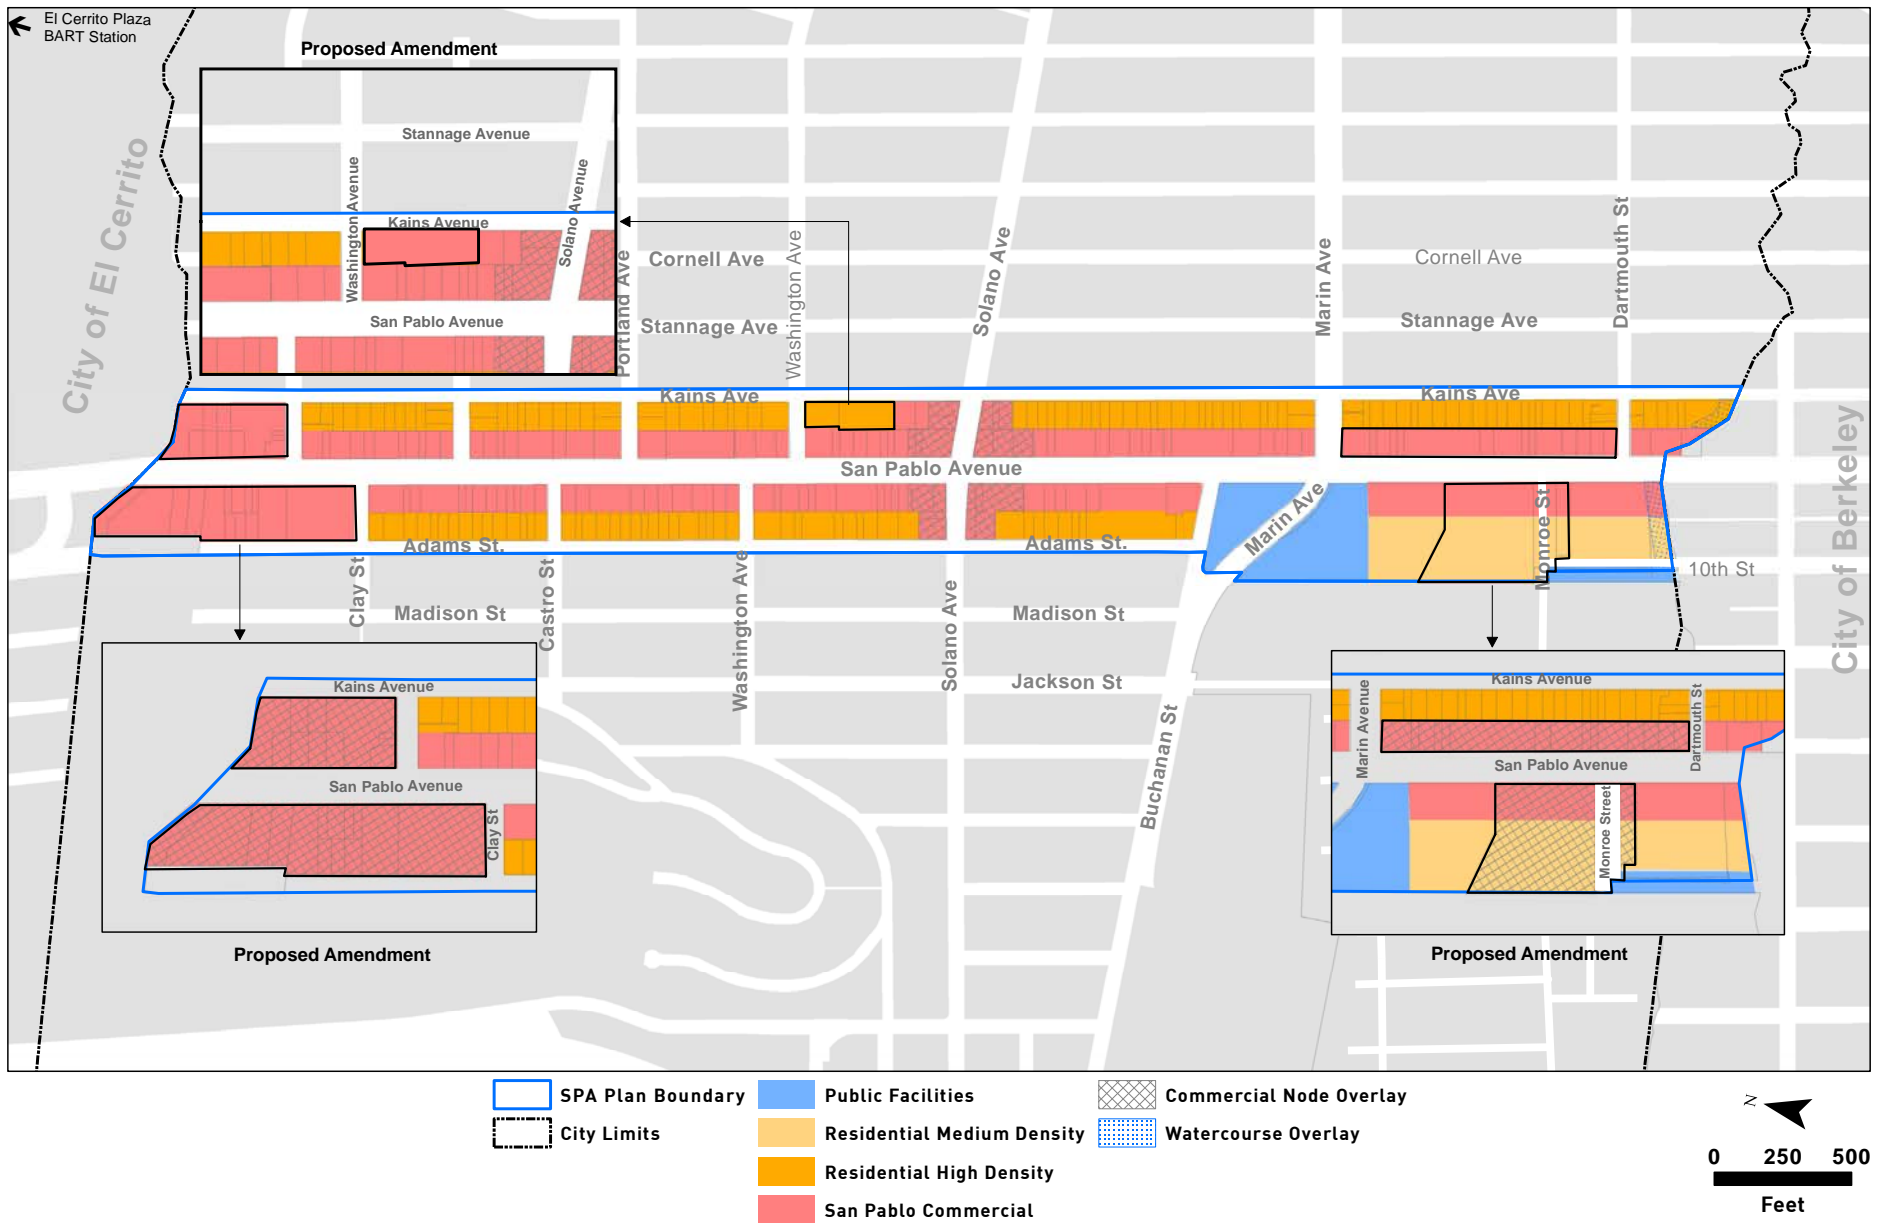 El Cerrito Plaza
BART Station
Proposed Amendment
Stannage Avenue
Washington Avenue
Solano Avenue
Kains Avenue
San Pablo Avenue
City of El Cerrito
Portland Ave
Cornell Ave
Washington Ave
Stannage Ave
Solano Ave
Marin Ave
Cornell Ave
Stannage Ave
Dartmouth St
Kains Ave
Kains Ave
San Pablo Avenue
City of Berkeley
Marin Ave
Monroe St
10th St
Adams St.
Adams St.
Clay St
Castro St
Washington Ave
Solano Ave
Madison St
Madison St
Jackson St
Buchanan St
Kains Avenue
San Pablo Avenue
Clay St
Proposed Amendment
Kains Avenue
Marin Avenue
Dartmouth St
San Pablo Avenue
Monroe Street
Proposed Amendment
SPA Plan Boundary
City Limits
Public Facilities
Residential Medium Density
Residential High Density
San Pablo Commercial
Commercial Node Overlay
Watercourse Overlay
N
0 250 500
Feet